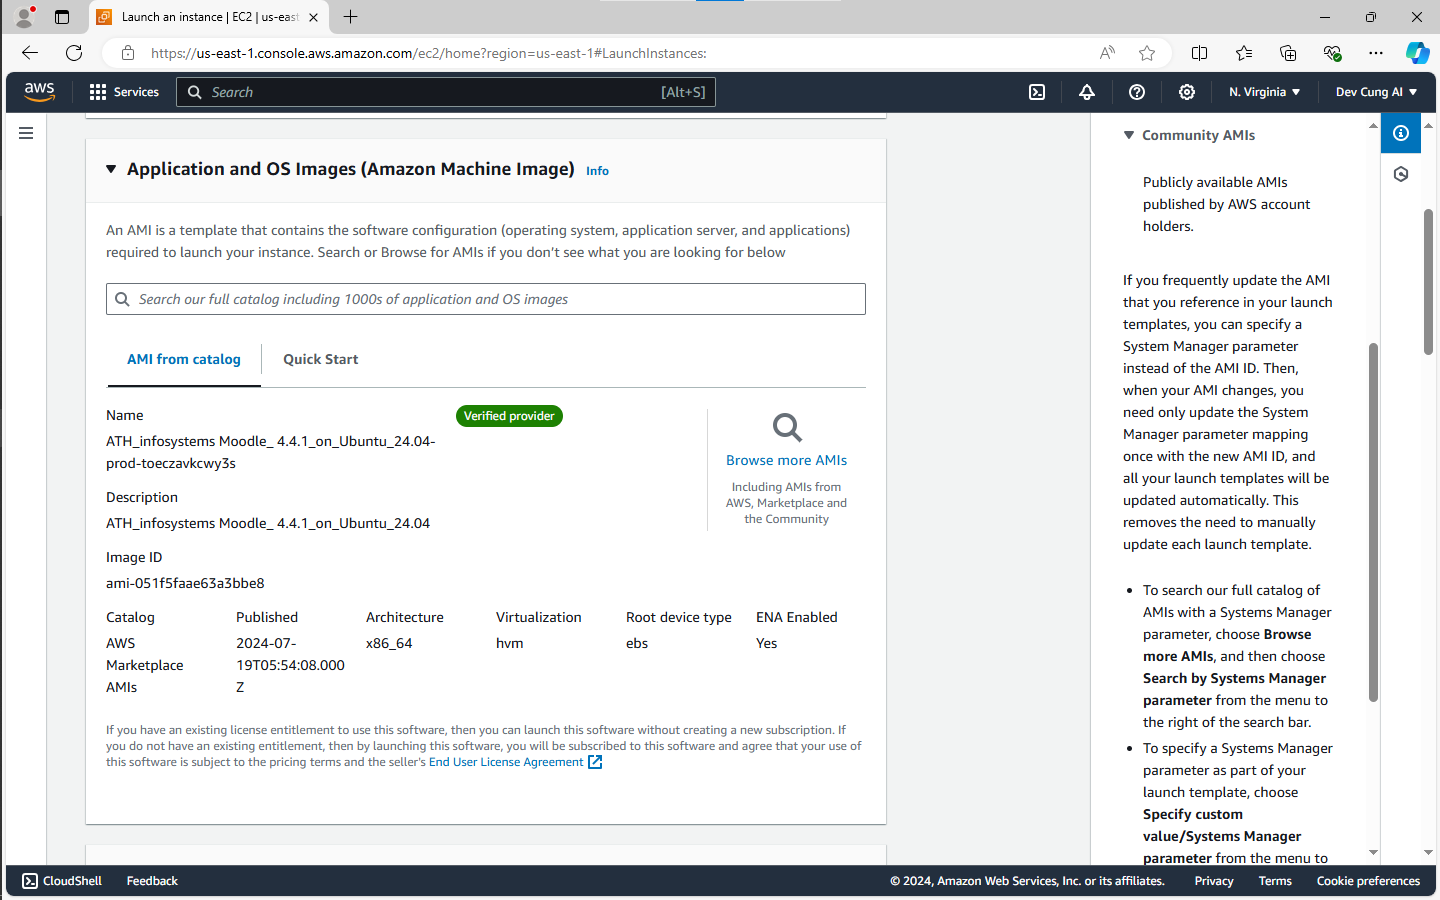 Launch an instance | EC2 | us-east
https://us-east-1.console.aws.amazon.com/ec2/home?region=us-east-1#LaunchInstances:
aws
Services
Search
[Alt+S]
N. Virginia
Dev Cung AI
Application and OS Images (Amazon Machine Image) Info
An AMI is a template that contains the software configuration (operating system, application server, and applications)
required to launch your instance. Search or Browse for AMIs if you don't see what you are looking for below
Search our full catalog including 1000s of application and OS images
AMI from catalog
Quick Start
Name
Verified provider
ATH_infosystems Moodle_ 4.4.1_on_Ubuntu_24.04-
prod-toeczavkcwy3s
Description
ATH_infosystems Moodle_ 4.4.1_on_Ubuntu_24.04
Image ID
ami-051f5faae63a3bbe8
Browse more AMIs
Including AMIs from
AWS, Marketplace and
the Community
Catalog
AWS
Marketplace
AMIs
Published
2024-07-
19T05:54:08.000
Z
Architecture
x86_64
Virtualization
hvm
Root device type
ebs
ENA Enabled
Yes
If you have an existing license entitlement to use this software, then you can launch this software without creating a new subscription. If
you do not have an existing entitlement, then by launching this software, you will be subscribed to this software and agree that your use of
this software is subject to the pricing terms and the seller's End User License Agreement
Community AMIs
Publicly available AMIs
published by AWS account
holders.
If you frequently update the AMI
that you reference in your launch
templates, you can specify a
System Manager parameter
instead of the AMI ID. Then,
when your AMI changes, you
need only update the System
Manager parameter mapping
once with the new AMI ID, and
all your launch templates will be
updated automatically. This
removes the need to manually
update each launch template.
• To search our full catalog of
AMIs with a Systems Manager
parameter, choose Browse
more AMIs, and then choose
Search by Systems Manager
parameter from the menu to
the right of the search bar.
• To specify a Systems Manager
parameter as part of your
launch template, choose
Specify custom
value/Systems Manager
parameter from the menu to
CloudShell
Feedback
© 2024, Amazon Web Services, Inc. or its affiliates.
Privacy
Terms
Cookie preferences